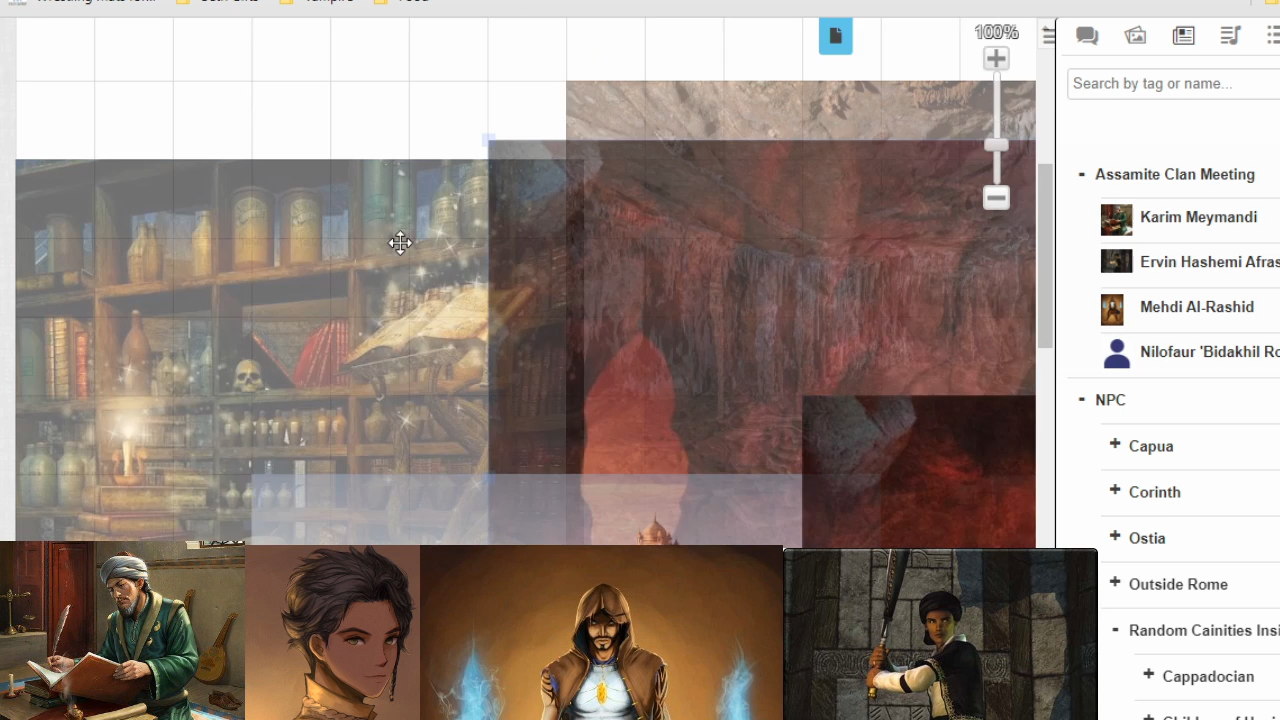 100%
Search by tag or name...
- Assamite Clan Meeting
Karim Meymandi
Ervin Hashemi Afras
Mehdi Al-Rashid
Nilofaur 'Bidakhil Ro
- NPC
+ Capua
+ Corinth
+ Ostia
+ Outside Rome
- Random Cainities Insi
+ Cappadocian